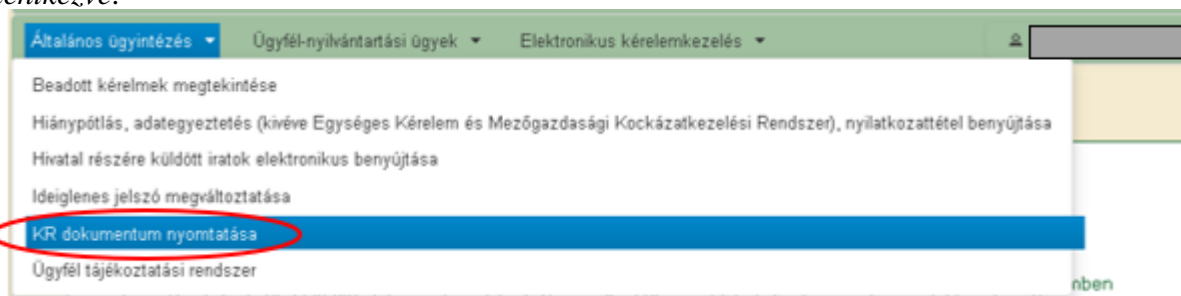 Általános ügyintézés Ügyfél-nyilvántartási ügyek Elektronikus kérelemkezelés
Beadott kérelmek megtekintése
Hiánypótlás, adategyeztetés (kivéve Egységes Kérelem és Mezőgazdasági Kockázatkezelési Rendszer), nyilatkozattétel benyújtása
Hivatal részére küldött iratok elektronikus benyújtása
Ideiglenes jelszó megváltoztatása
KR dokumentum nyomtatása
Ügyfél tájékoztatási rendszer